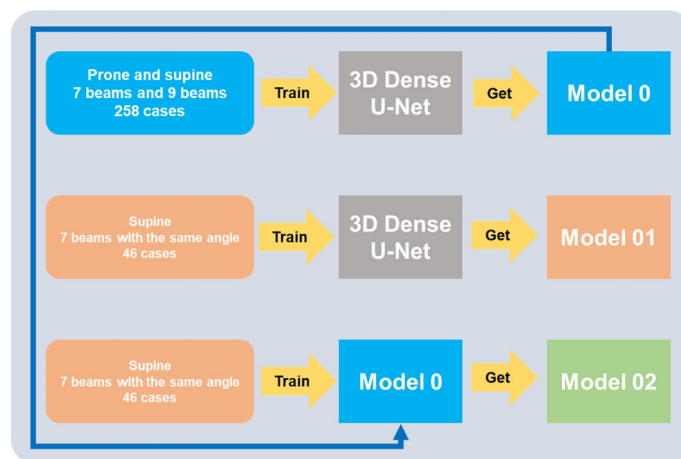 Prone and supine
7 beams and 9 beams
258 cases
Train
3D Dense
U-Net
Get
Model 0
Supine
7 beams with the same angle
46 cases
Train
3D Dense
U-Net
Get
Model 01
Supine
7 beams with the same angle
46 cases
Train
Model 0
Get
Model 02